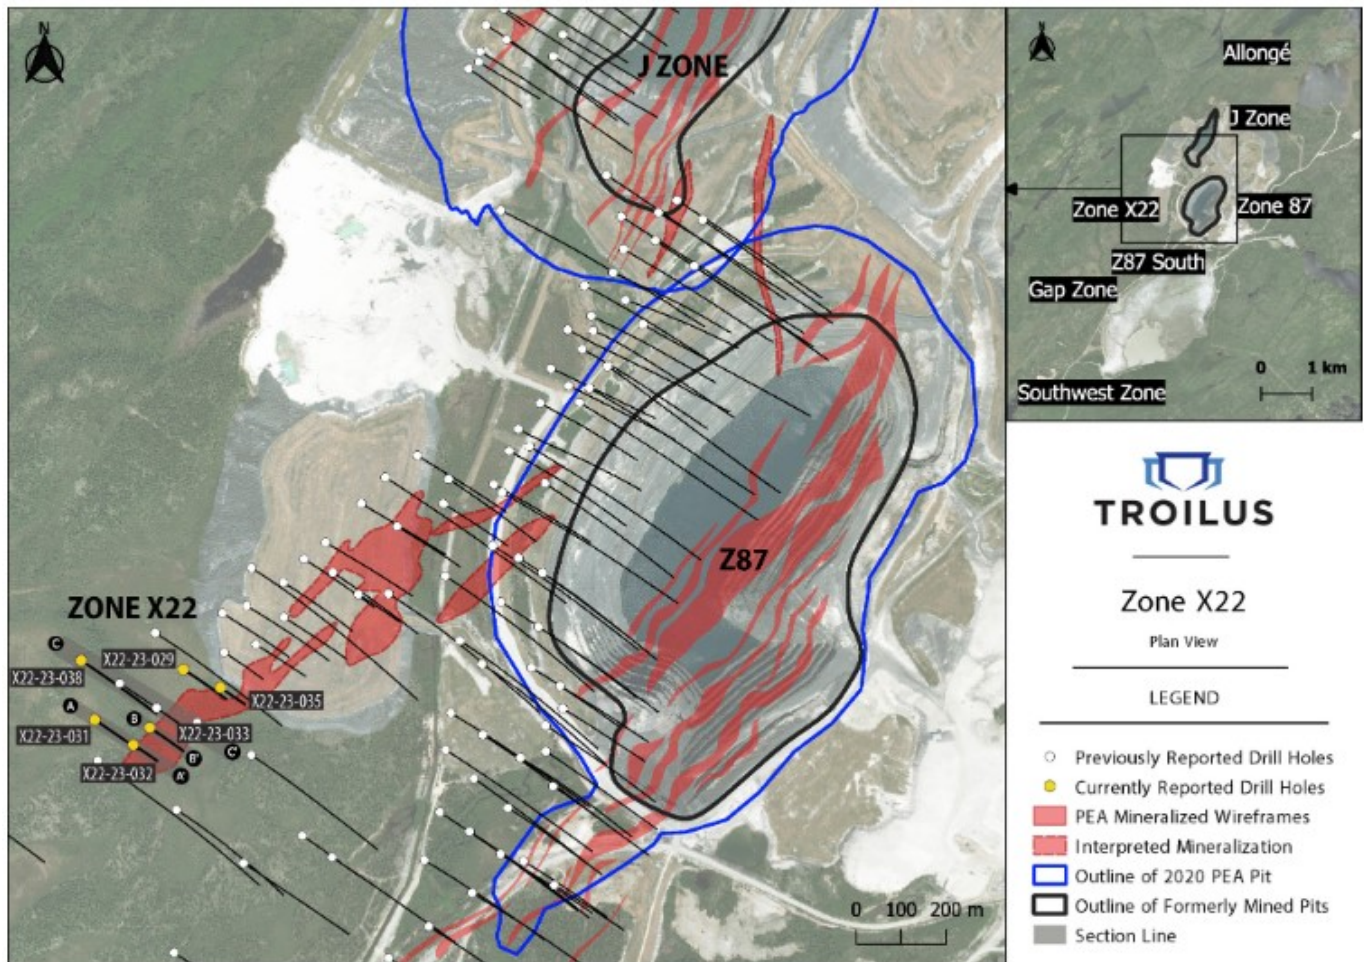 N
J ZONE
Z87
ZONE X22
C
X22-23-029
X22-23-038
X22-23-035
A
B
X22-23-033
X22-23-031
C'
B'
X22-23-032
A'
0 100 200 m
N
Allongé
J Zone
Zone X22
Zone 87
Z87 South
Gap Zone
0 1 km
Southwest Zone
TROILUS
Zone X22
Plan View
LEGEND
Previously Reported Drill Holes
Currently Reported Drill Holes
PEA Mineralized Wireframes
Interpreted Mineralization
Outline of 2020 PEA Pit
Outline of Formerly Mined Pits
Section Line